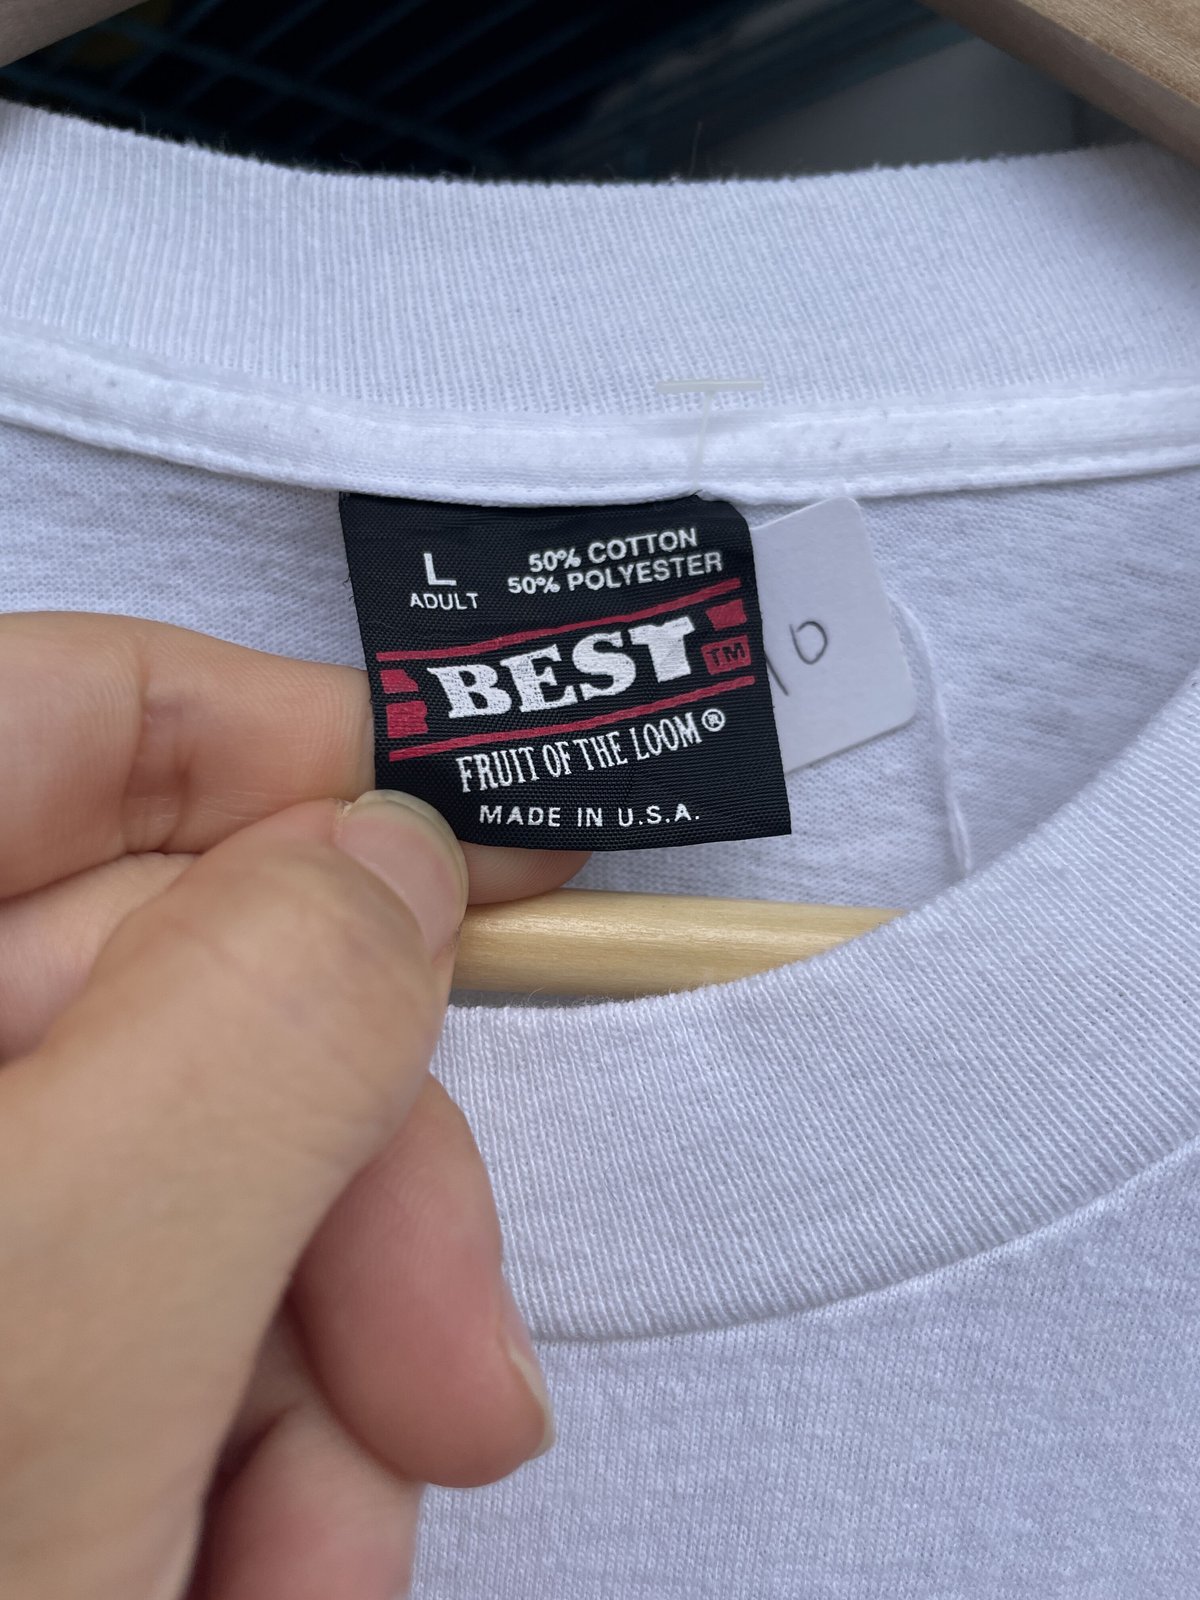 L
ADULT
50% COTTON
50% POLYESTER
BEST TM
FRUIT OF THE LOOM®
MADE IN U.S.A.